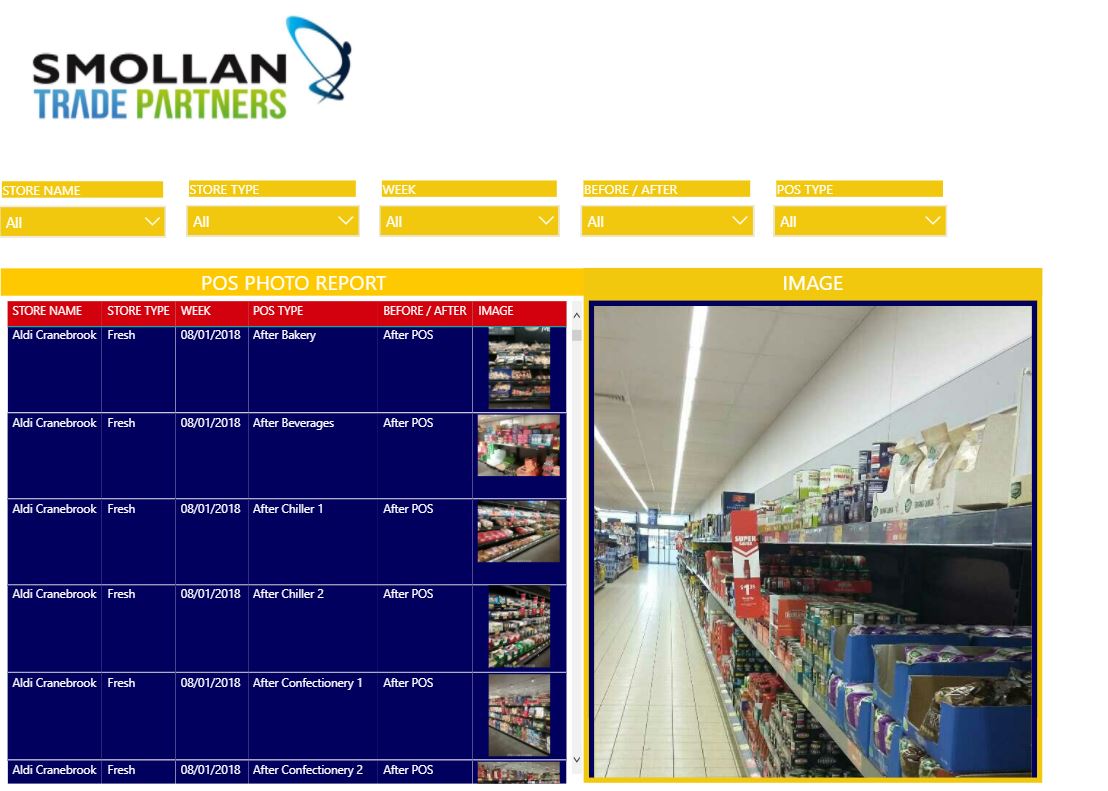 SMOLLAN
TRADE PARTNERS
STORE NAME STORE TYPE WEEK BEFORE / AFTER POS TYPE
All All All All All
POS PHOTO REPORT IMAGE
STORE NAME STORE TYPE WEEK POS TYPE BEFORE / AFTER IMAGE
Aldi Cranebrook Fresh 08/01/2018 After Bakery After POS
Aldi Cranebrook Fresh 08/01/2018 After Beverages After POS
Aldi Cranebrook Fresh 08/01/2018 After Chiller 1 After POS
Aldi Cranebrook Fresh 08/01/2018 After Chiller 2 After POS
Aldi Cranebrook Fresh 08/01/2018 After Confectionery 1 After POS
Aldi Cranebrook Fresh 08/01/2018 After Confectionery 2 After POS
SUPER
SAVER